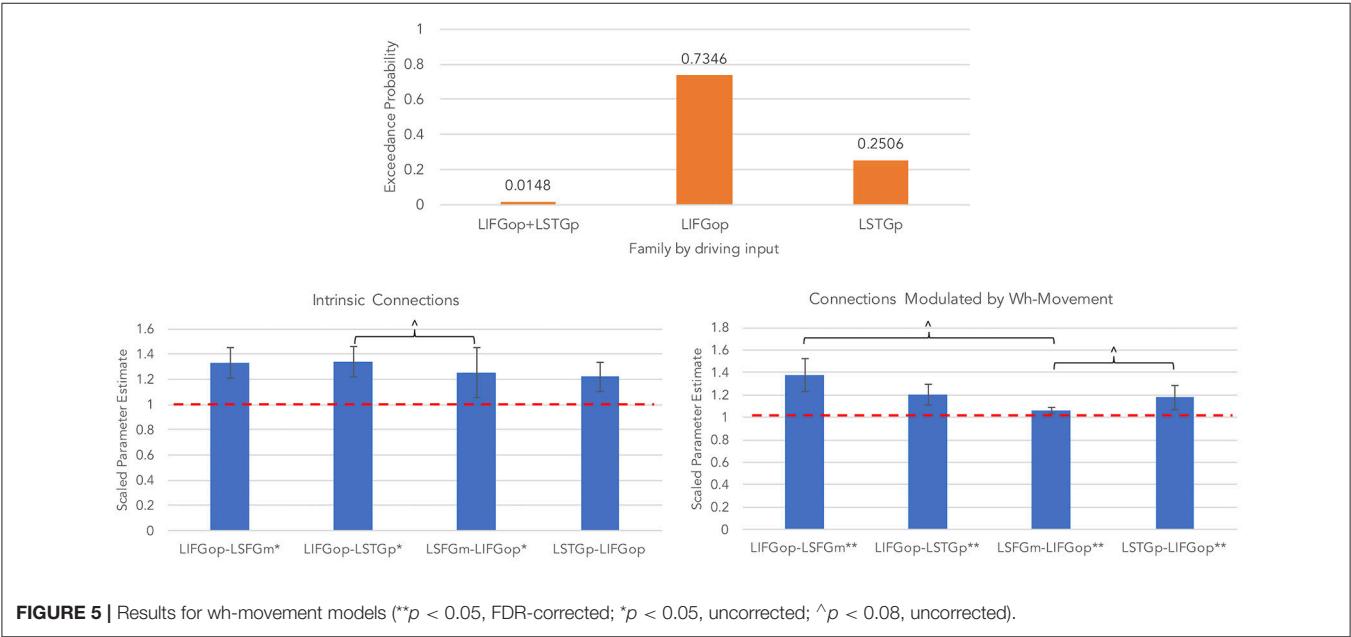 1
0.8
0.6
0.4
0.2
0
Exceedance Probability
0.0148
0.7346
0.2506
LIFGop+LSTGp
LIFGop
LSTGp
Family by driving input
Intrinsic Connections
1.6
1.4
1.2
1
0.8
0.6
0.4
0.2
0
Scaled Parameter Estimate
^
LIFGop-LSFGm*
LIFGop-LSTGp*
LSFGm-LIFGop*
LSTGp-LIFGop
Connections Modulated by Wh-Movement
1.8
1.6
1.4
1.2
1
0.8
0.6
0.4
0.2
0
Scaled Parameter Estimate
^
^
LIFGop-LSFGm**
LIFGop-LSTGp**
LSFGm-LIFGop**
LSTGp-LIFGop**
FIGURE 5 | Results for wh-movement models (**p < 0.05, FDR-corrected; *p < 0.05, uncorrected; ^p < 0.08, uncorrected).